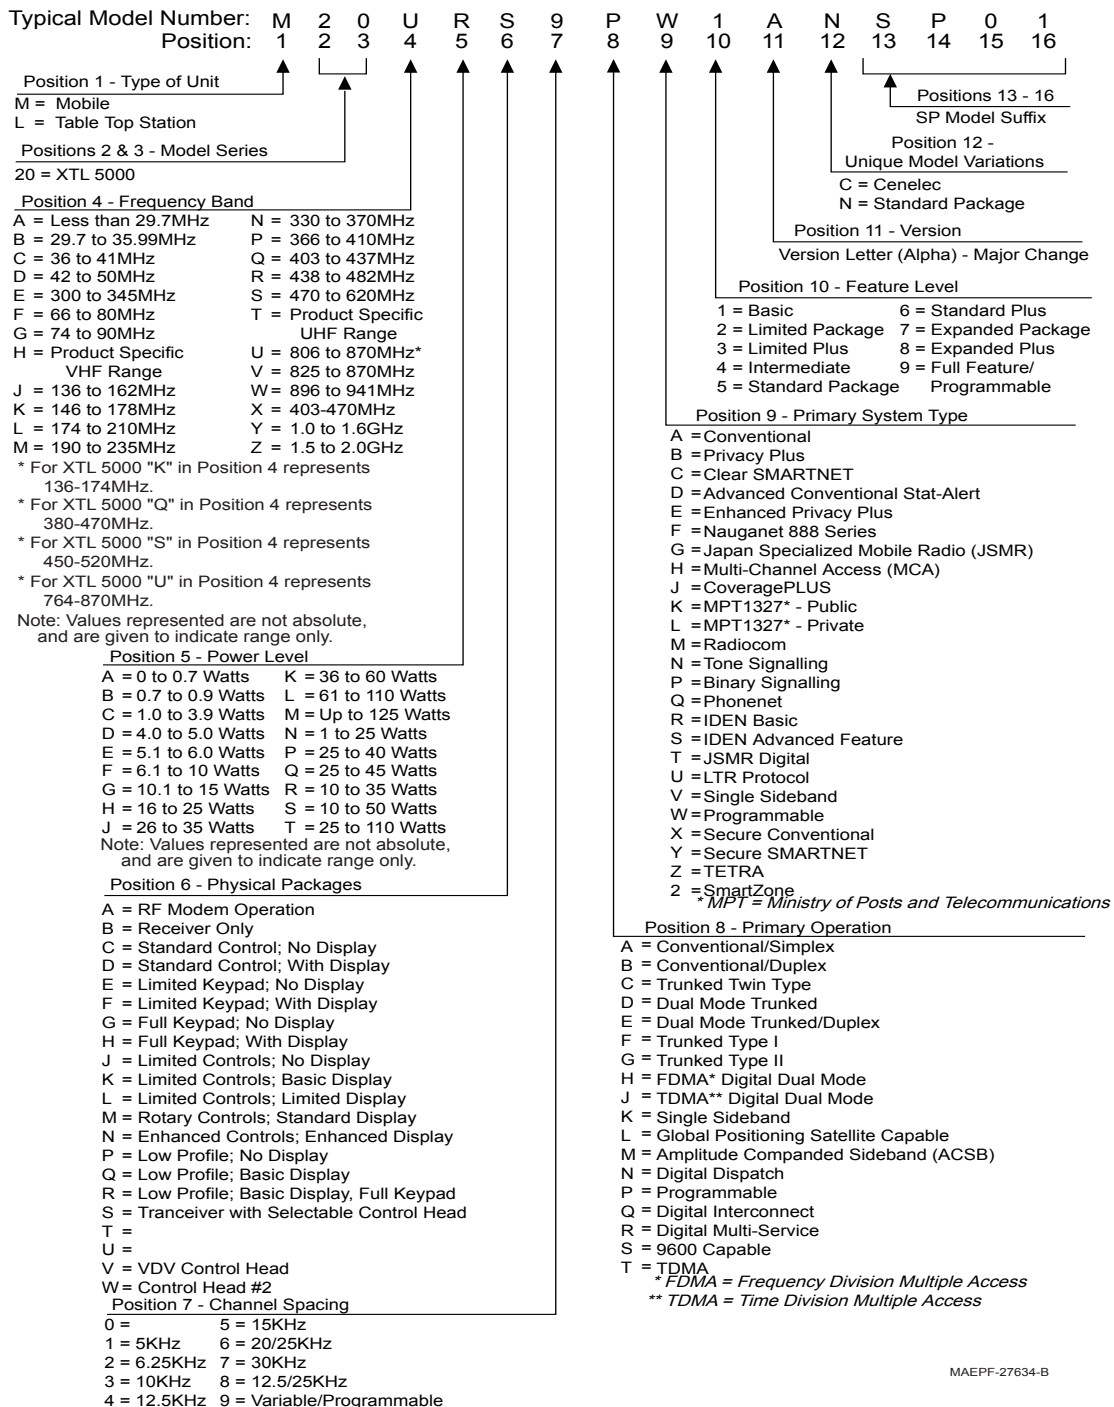 Typical Model Number: M 2 0 U R S 9 P W 1 A N S P 0 1
Position: 1 2 3 4 5 6 7 8 9 10 11 12 13 14 15 16
Position 1 - Type of Unit
M = Mobile
L = Table Top Station
Positions 2 & 3 - Model Series
20 = XTL 5000
Position 4 - Frequency Band
A = Less than 29.7MHz
B = 29.7 to 35.99MHz
C = 36 to 41MHz
D = 42 to 50MHz
E = 300 to 345MHz
F = 66 to 80MHz
G = 74 to 90MHz
H = Product Specific
VHF Range
J = 136 to 162MHz
K = 146 to 178MHz
L = 174 to 210MHz
M = 190 to 235MHz
N = 330 to 370MHz
P = 366 to 410MHz
Q = 403 to 437MHz
R = 438 to 482MHz
S = 470 to 620MHz
T = Product Specific
UHF Range
U = 806 to 870MHz*
V = 825 to 870MHz
W = 896 to 941MHz
X = 403-470MHz
Y = 1.0 to 1.6GHz
Z = 1.5 to 2.0GHz
* For XTL 5000 "K" in Position 4 represents
136-174MHz.
* For XTL 5000 "Q" in Position 4 represents
380-470MHz.
* For XTL 5000 "S" in Position 4 represents
450-520MHz.
* For XTL 5000 "U" in Position 4 represents
764-870MHz.
Note: Values represented are not absolute,
and are given to indicate range only.
Position 5 - Power Level
A = 0 to 0.7 Watts
B = 0.7 to 0.9 Watts
C = 1.0 to 3.9 Watts
D = 4.0 to 5.0 Watts
E = 5.1 to 6.0 Watts
F = 6.1 to 10 Watts
G = 10.1 to 15 Watts
H = 16 to 25 Watts
J = 26 to 35 Watts
K = 36 to 60 Watts
L = 61 to 110 Watts
M = Up to 125 Watts
N = 1 to 25 Watts
P = 25 to 40 Watts
Q = 25 to 45 Watts
R = 10 to 35 Watts
S = 10 to 50 Watts
T = 25 to 110 Watts
Note: Values represented are not absolute,
and are given to indicate range only.
Position 6 - Physical Packages
A = RF Modem Operation
B = Receiver Only
C = Standard Control; No Display
D = Standard Control; With Display
E = Limited Keypad; No Display
F = Limited Keypad; With Display
G = Full Keypad; No Display
H = Full Keypad; With Display
J = Limited Controls; No Display
K = Limited Controls; Basic Display
L = Limited Controls; Limited Display
M = Rotary Controls; Standard Display
N = Enhanced Controls; Enhanced Display
P = Low Profile; No Display
Q = Low Profile; Basic Display
R = Low Profile; Basic Display, Full Keypad
S = Tranceiver with Selectable Control Head
T =
U =
V = VDV Control Head
W = Control Head #2
Position 7 - Channel Spacing
0 =
1 = 5KHz
2 = 6.25KHz
3 = 10KHz
4 = 12.5KHz
5 = 15KHz
6 = 20/25KHz
7 = 30KHz
8 = 12.5/25KHz
9 = Variable/Programmable
Positions 13 - 16
SP Model Suffix
Position 12 -
Unique Model Variations
C = Cenelec
N = Standard Package
Position 11 - Version
Version Letter (Alpha) - Major Change
Position 10 - Feature Level
1 = Basic
2 = Limited Package
3 = Limited Plus
4 = Intermediate
5 = Standard Package
6 = Standard Plus
7 = Expanded Package
8 = Expanded Plus
9 = Full Feature/
Programmable
Position 9 - Primary System Type
A = Conventional
B = Privacy Plus
C = Clear SMARTNET
D = Advanced Conventional Stat-Alert
E = Enhanced Privacy Plus
F = Nauganet 888 Series
G = Japan Specialized Mobile Radio (JSMR)
H = Multi-Channel Access (MCA)
J = CoveragePLUS
K = MPT1327* - Public
L = MPT1327* - Private
M = Radiocom
N = Tone Signalling
P = Binary Signalling
Q = Phonenet
R = IDEN Basic
S = IDEN Advanced Feature
T = JSMR Digital
U = LTR Protocol
V = Single Sideband
W = Programmable
X = Secure Conventional
Y = Secure SMARTNET
Z = TETRA
2 = SmartZone
* MPT = Ministry of Posts and Telecommunications
Position 8 - Primary Operation
A = Conventional/Simplex
B = Conventional/Duplex
C = Trunked Twin Type
D = Dual Mode Trunked
E = Dual Mode Trunked/Duplex
F = Trunked Type I
G = Trunked Type II
H = FDMA* Digital Dual Mode
J = TDMA** Digital Dual Mode
K = Single Sideband
L = Global Positioning Satellite Capable
M = Amplitude Companded Sideband (ACSB)
N = Digital Dispatch
P = Programmable
Q = Digital Interconnect
R = Digital Multi-Service
S = 9600 Capable
T = TDMA
* FDMA = Frequency Division Multiple Access
** TDMA = Time Division Multiple Access
MAEPF-27634-B